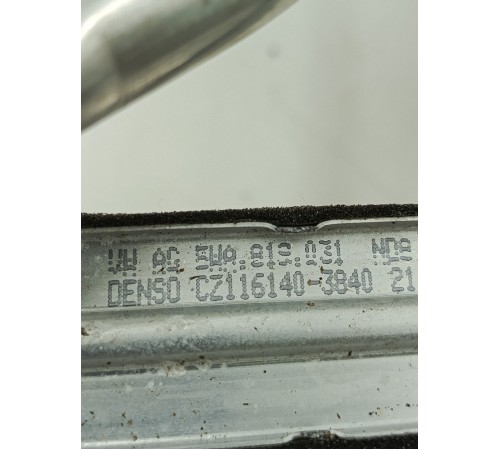 VW AG 5WA.819.031 ND8
DENSO CZ116140-3840 21